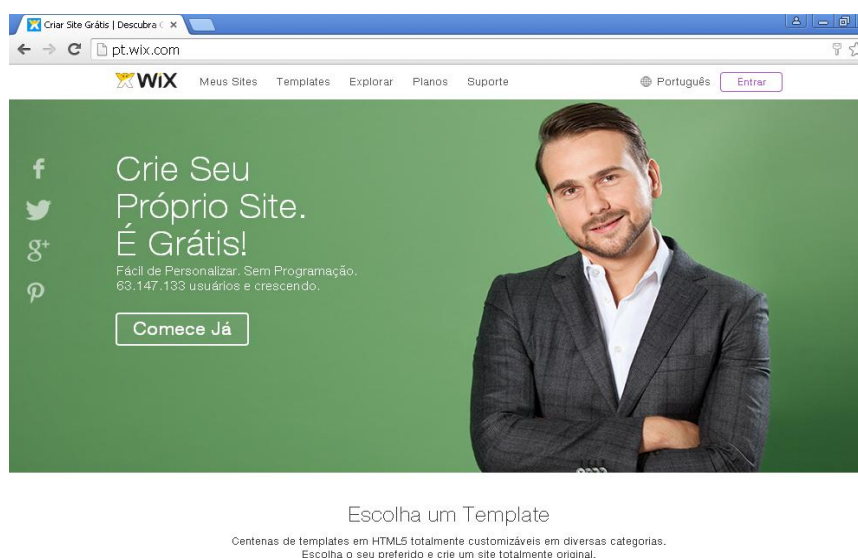 Criar Site Grátis | Descubra
pt.wix.com
WiX Meus Sites Templates Explorar Planos Suporte Português Entrar
Crie Seu
Próprio Site.
É Grátis!
Fácil de Personalizar. Sem Programação.
63.147.133 usuários e crescendo.
Comece Já
Escolha um Template
Centenas de templates em HTML5 totalmente customizáveis em diversas categorias.
Escolha o seu preferido e crie um site totalmente original.